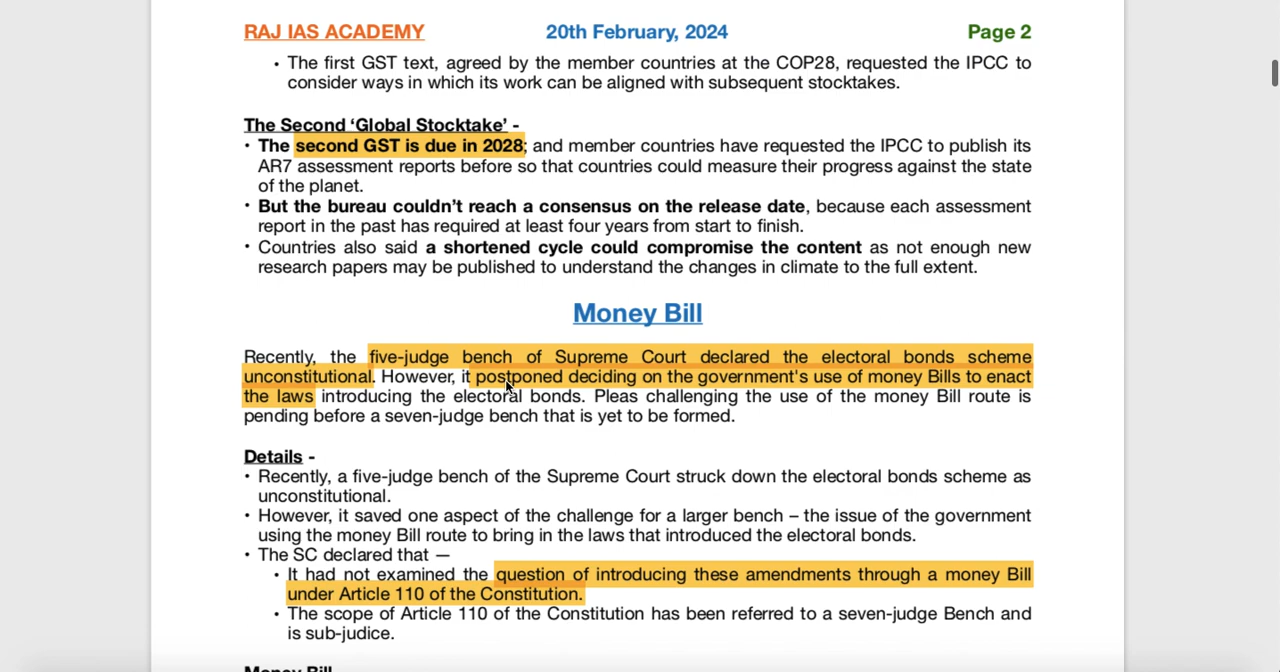 RAJ IAS ACADEMY 20th February, 2024 Page 2
• The first GST text, agreed by the member countries at the COP28, requested the IPCC to
consider ways in which its work can be aligned with subsequent stocktakes.
The Second ‘Global Stocktake’ -
• The second GST is due in 2028; and member countries have requested the IPCC to publish its
AR7 assessment reports before so that countries could measure their progress against the state
of the planet.
• But the bureau couldn’t reach a consensus on the release date, because each assessment
report in the past has required at least four years from start to finish.
• Countries also said a shortened cycle could compromise the content as not enough new
research papers may be published to understand the changes in climate to the full extent.
Money Bill
Recently, the five-judge bench of Supreme Court declared the electoral bonds scheme
unconstitutional. However, it postponed deciding on the government's use of money Bills to enact
the laws introducing the electoral bonds. Pleas challenging the use of the money Bill route is
pending before a seven-judge bench that is yet to be formed.
Details -
• Recently, a five-judge bench of the Supreme Court struck down the electoral bonds scheme as
unconstitutional.
• However, it saved one aspect of the challenge for a larger bench – the issue of the government
using the money Bill route to bring in the laws that introduced the electoral bonds.
• The SC declared that —
• It had not examined the question of introducing these amendments through a money Bill
under Article 110 of the Constitution.
• The scope of Article 110 of the Constitution has been referred to a seven-judge Bench and
is sub-judice.
Money Bill